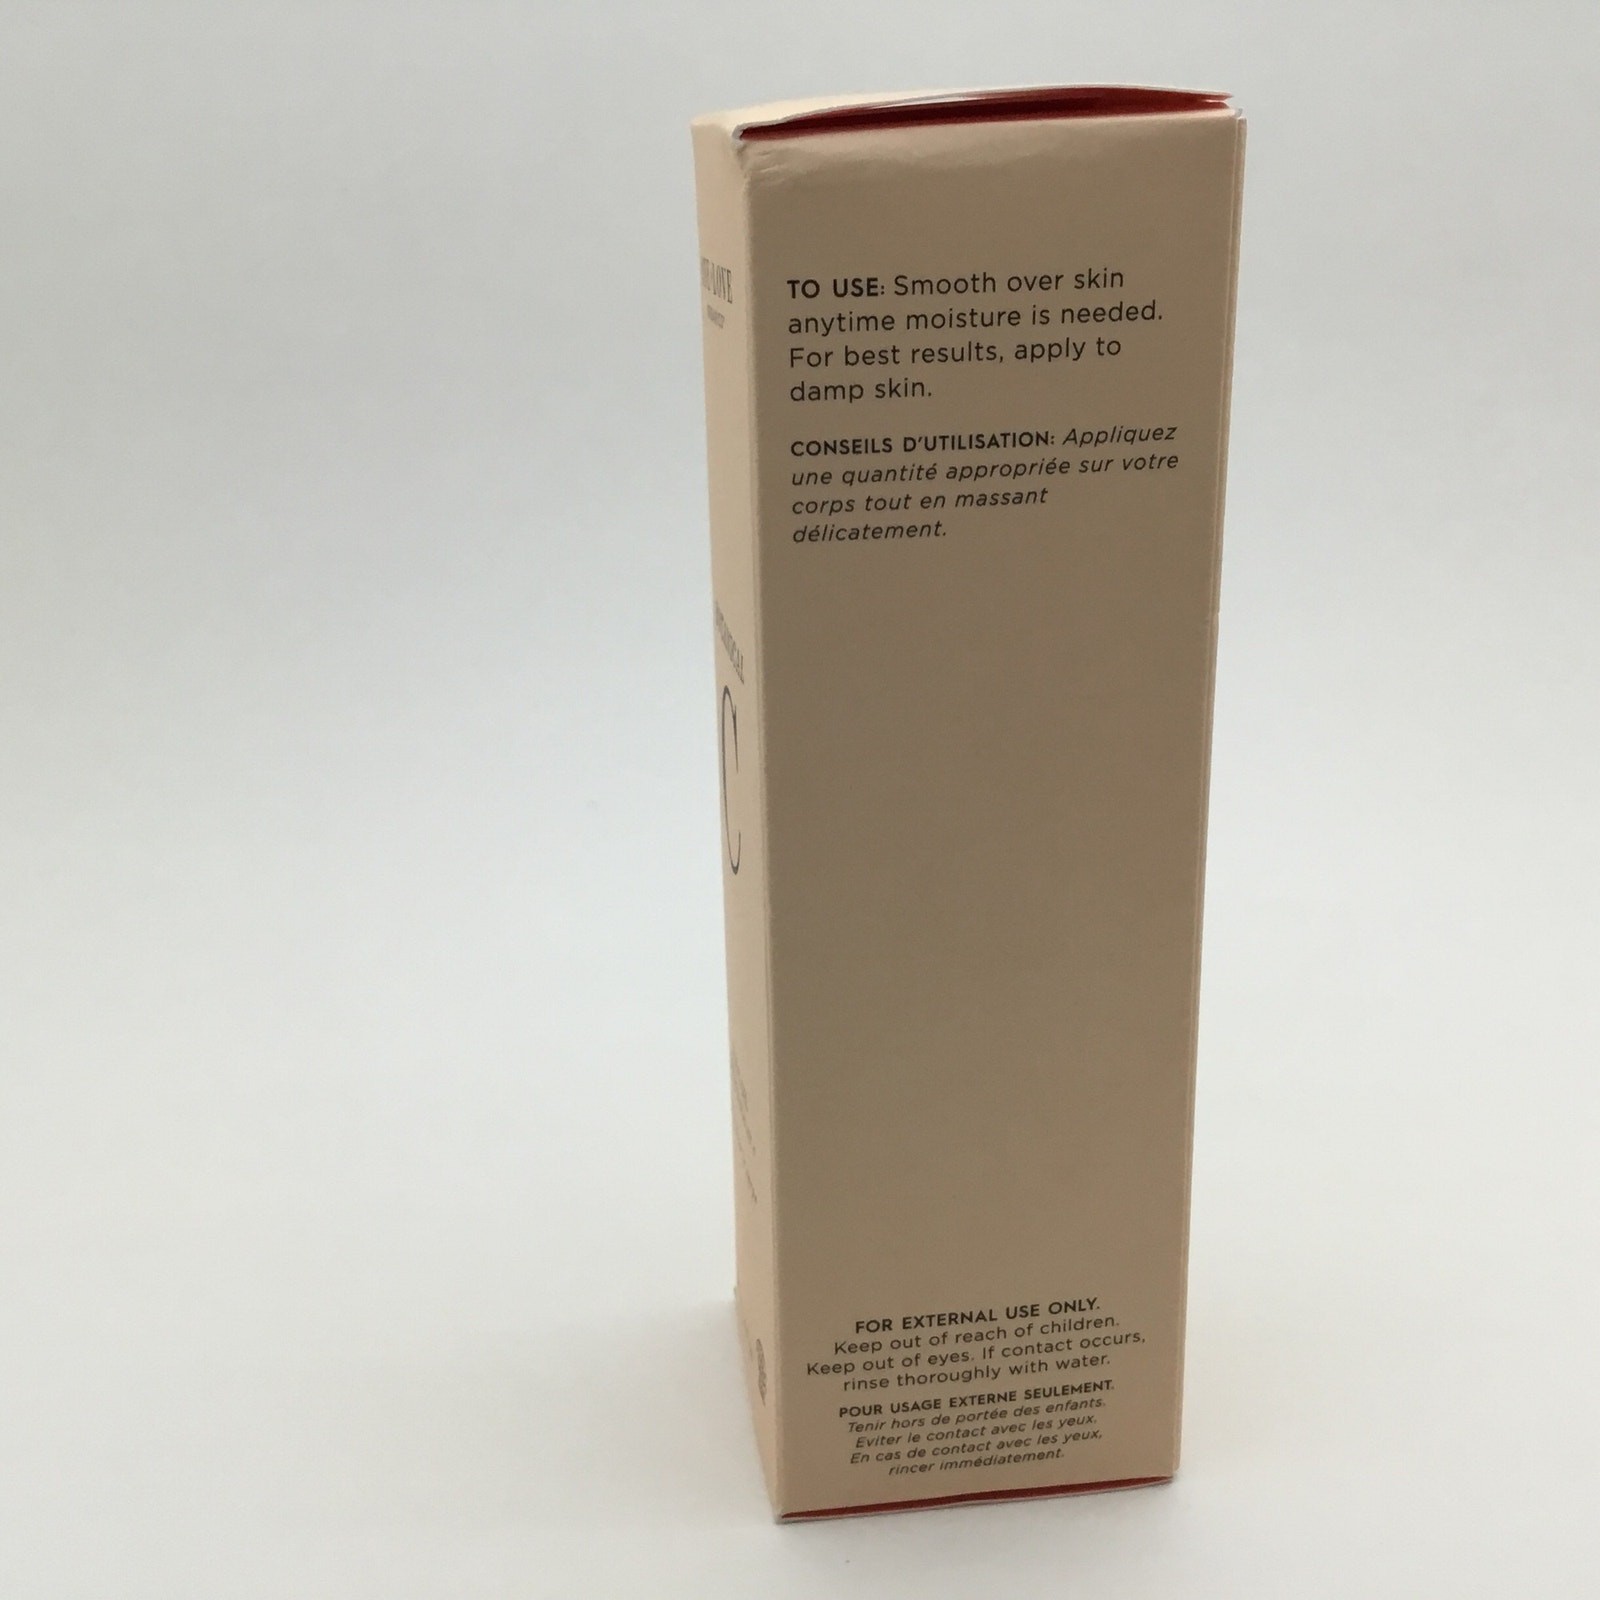 TO USE: Smooth over skin
anytime moisture is needed.
For best results, apply to
damp skin.
CONSEILS D'UTILISATION: Appliquez
une quantité appropriée sur votre
corps tout en massant
délicatement.
C
FOR EXTERNAL USE ONLY.
Keep out of reach of children.
Keep out of eyes. If contact occurs,
rinse thoroughly with water.
POUR USAGE EXTERNE SEULEMENT.
Tenir hors de portée des enfants.
Eviter le contact avec les yeux.
En cas de contact avec les yeux,
rincer immédiatement.